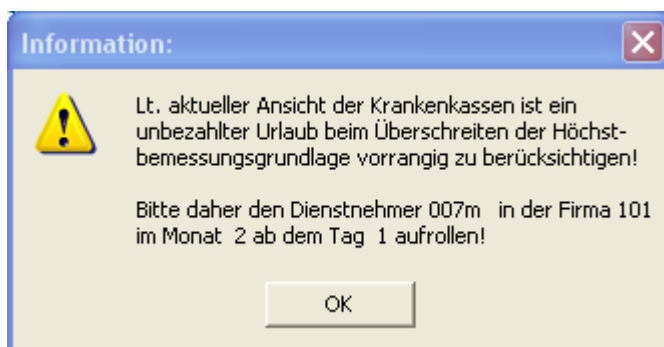 Information:
Lt. aktueller Ansicht der Krankenkassen ist ein
unbezahlter Urlaub beim Überschreiten der Höchst-
bemessungsgrundlage vorrangig zu berücksichtigen!
Bitte daher den Dienstnehmer 007m in der Firma 101
im Monat 2 ab dem Tag 1 aufrollen!
OK